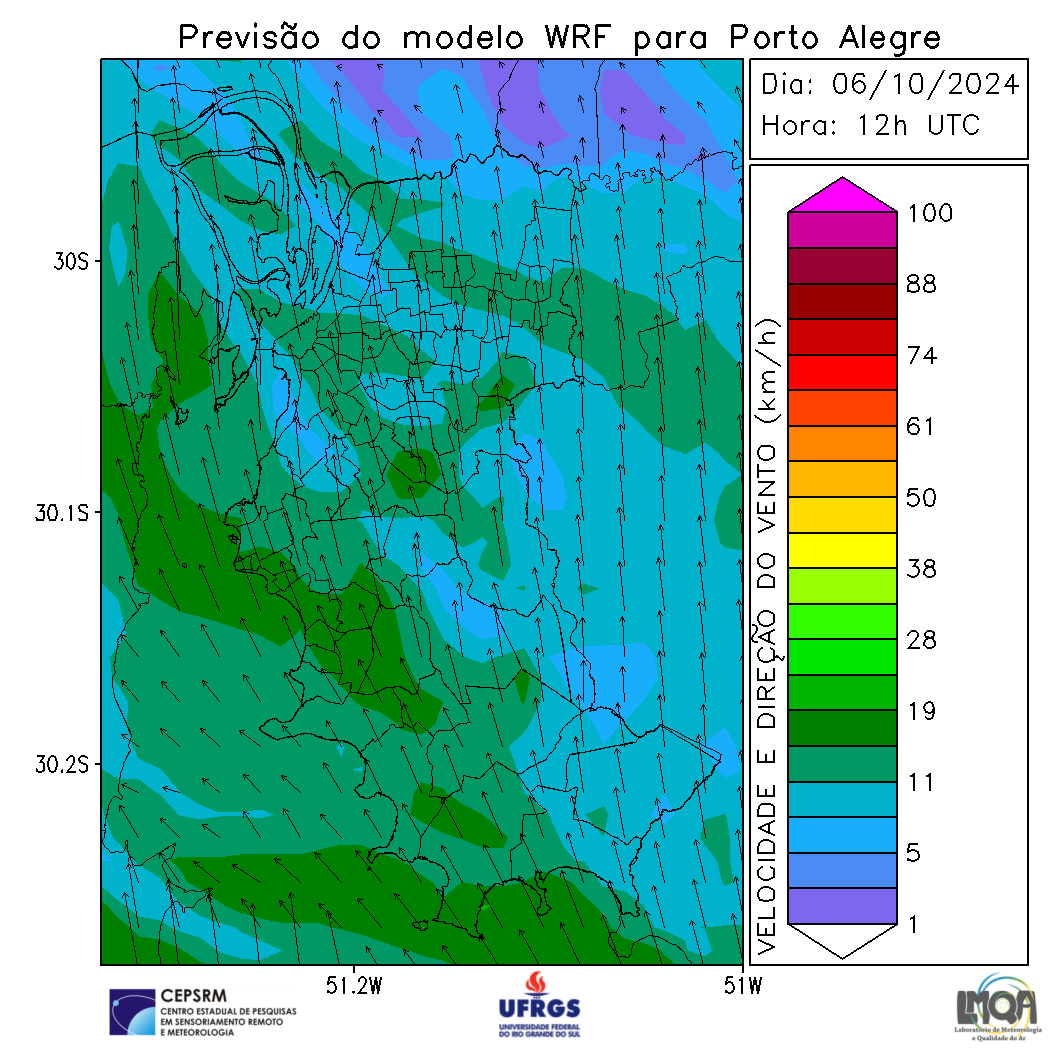 Previsão do modelo WRF para Porto Alegre
Dia: 06/10/2024
Hora: 12h UTC
30S
30.1S
30.2S
51.2W
51W
VELOCIDADE E DIREÇÃO DO VENTO (km/h)
100
88
74
61
50
38
28
19
11
5
1
CEPSRM
CENTRO ESTADUAL DE PESQUISAS
EM SENSORIAMENTO REMOTO
E METEOROLOGIA
UFRGS
UNIVERSIDADE FEDERAL
DO RIO GRANDE DO SUL
LMQA
Laboratório de Meteorologia
e Qualidade do Ar